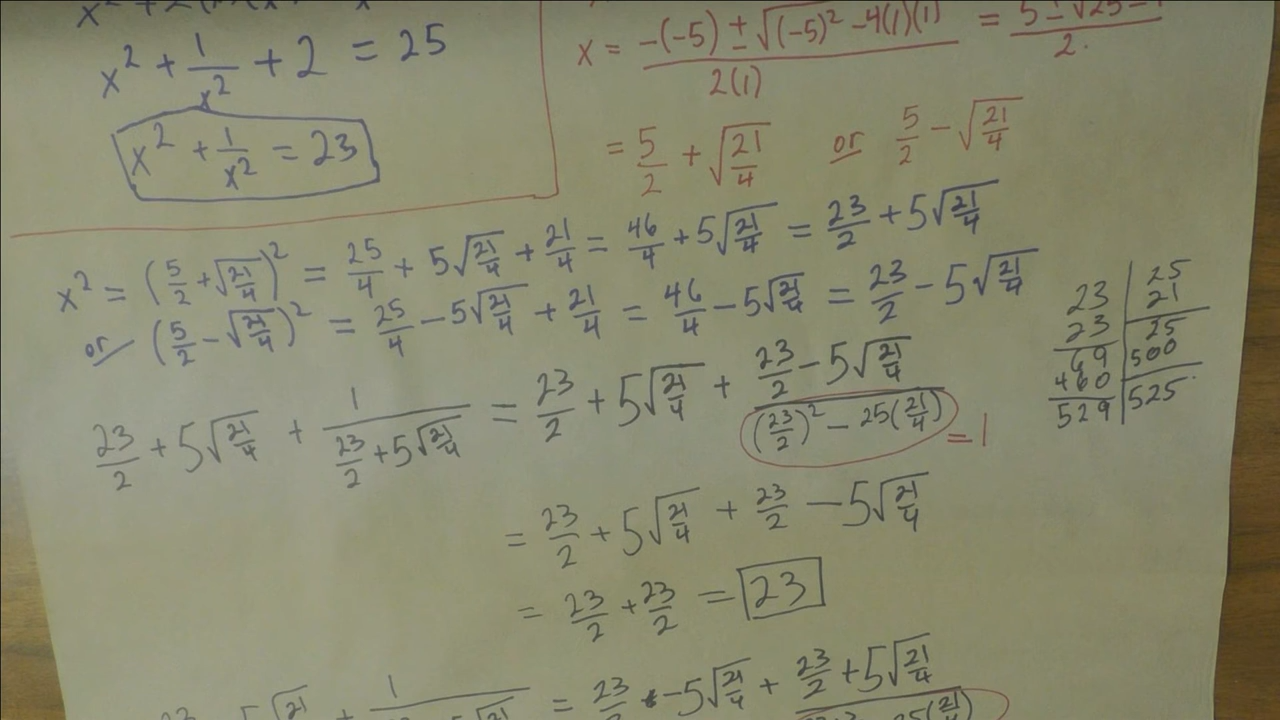 x² + 1/x² + 2 = 25
x² + 1/x² = 23
x = (-(-5) ± √((-5)² - 4(1)(1)))/(2(1)) =
= 5/2 + √(21/4) or 5/2 - √(21/4)
x² = (5/2 + √(21/4))² = 25/4 + 5√(21/4) + 21/4 = 46/4 + 5√(21/4) = 23/2 + 5√(21/4)
or (5/2 - √(21/4))² = 25/4 - 5√(21/4) + 21/4 = 46/4 - 5√(21/4) = 23/2 - 5√(21/4)
23/2 + 5√(21/4) + 1/(23/2 + 5√(21/4)) = 23/2 + 5√(21/4) + (23/2 - 5√(21/4))/((23/2)² - 25(21/4)) = 1
= 23/2 + 5√(21/4) + 23/2 - 5√(21/4)
= 23/2 + 23/2 = 23
= 23/2 - 5√(21/4) + 23/2 + 5√(21/4)
23
23
69
460
529
25
21
25
500
525